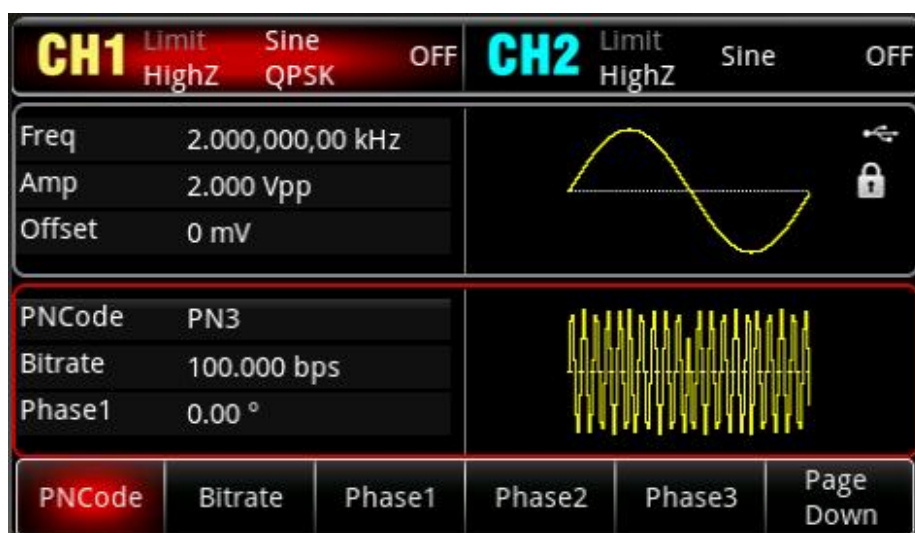 CH1 Limit Sine OFF
HighZ QPSK
CH2 Limit Sine OFF
HighZ
Freq 2.000,000,00 kHz
Amp 2.000 Vpp
Offset 0 mV
PNCode PN3
Bitrate 100.000 bps
Phase1 0.00 °
PNCode Bitrate Phase1 Phase2 Phase3 Page Down